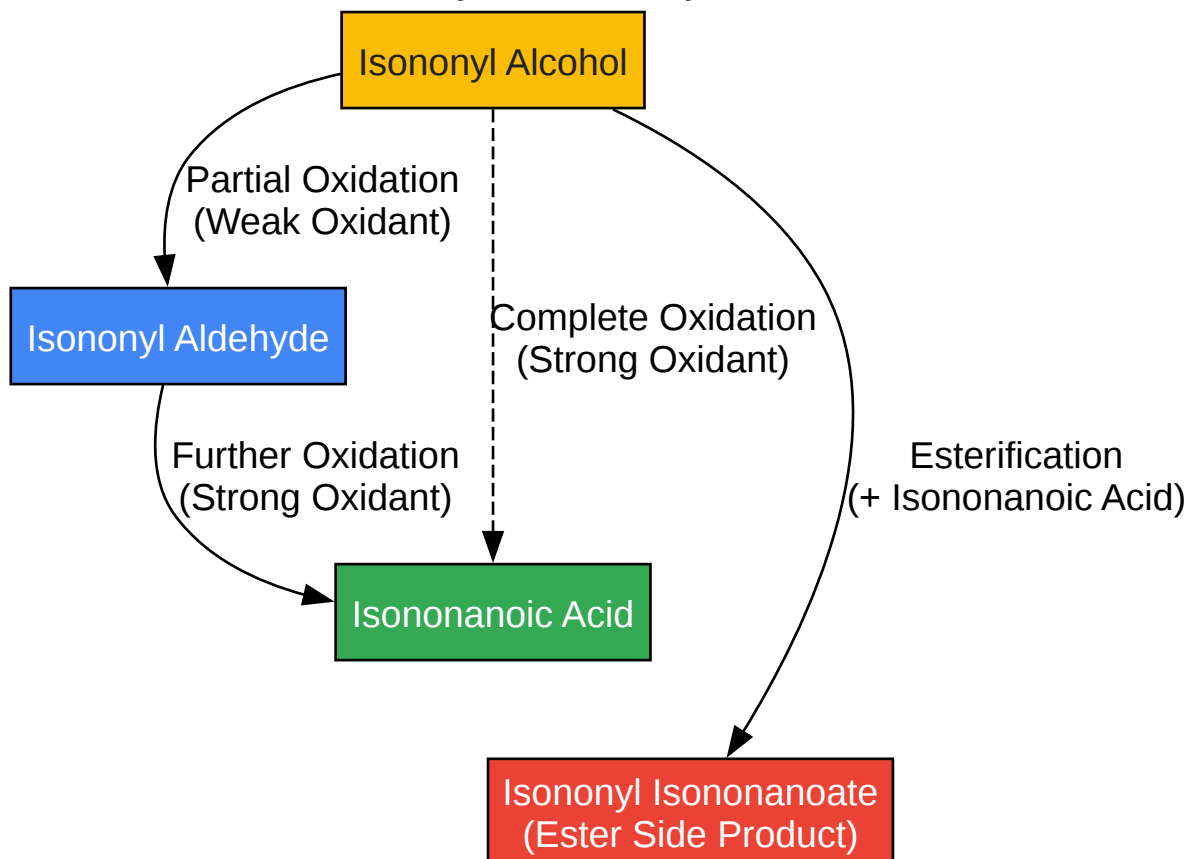 Isononyl Alcohol
Partial Oxidation
(Weak Oxidant)
Isononyl Aldehyde
Complete Oxidation
(Strong Oxidant)
Further Oxidation
(Strong Oxidant)
Esterification
(+ Isononanoic Acid)
Isononanoic Acid
Isononyl Isononanoate
(Ester Side Product)